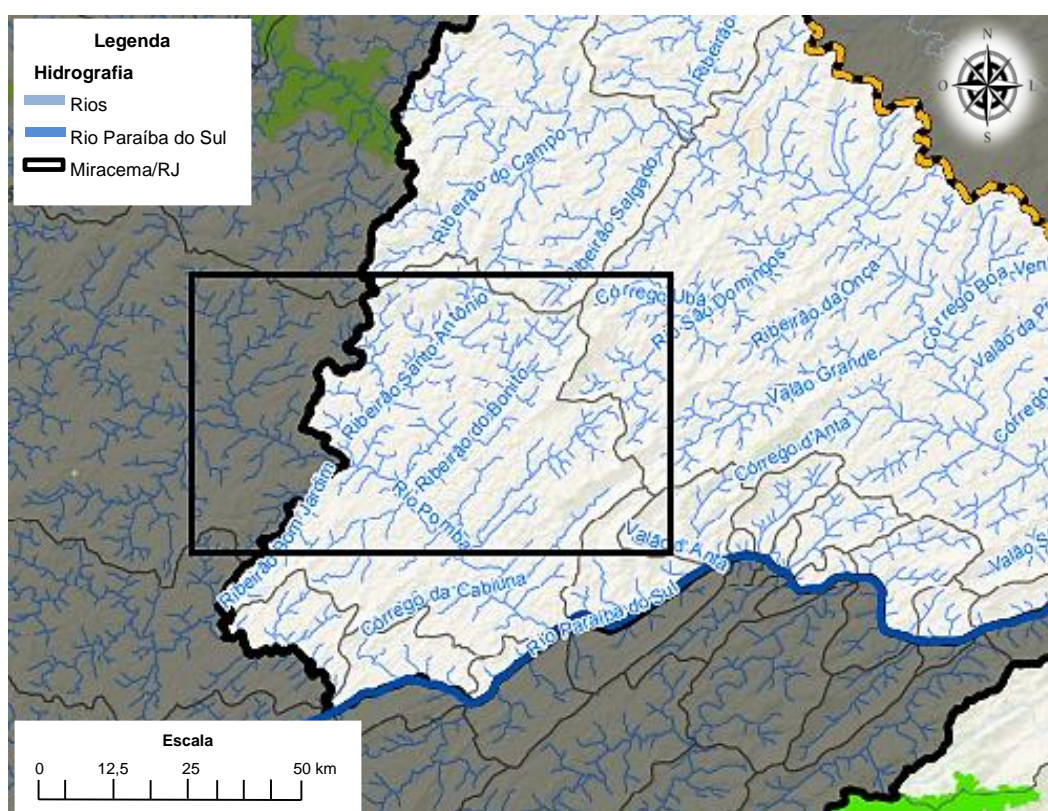 Legenda
Hidrografia
Rios
Rio Paraíba do Sul
Miracema/RJ
N
O
L
S
Ribeirão
Ribeirão do Campo
Ribeirão Salgado
Córrego Ubá
Rio São Domingos
Ribeirão da Onça
Córrego Boa Ven
Valão da P
Ribeirão Santo Antônio
Ribeirão do Bonito
Valão Grande
Córrego d'Anta
Córrego
Ribeirão Bom Jardim
Rio Pomba
Valão d'Anta
Valão S
Córrego da Cabiúna
Rio Paraíba do Sul
Escala
0 12,5 25 50 km